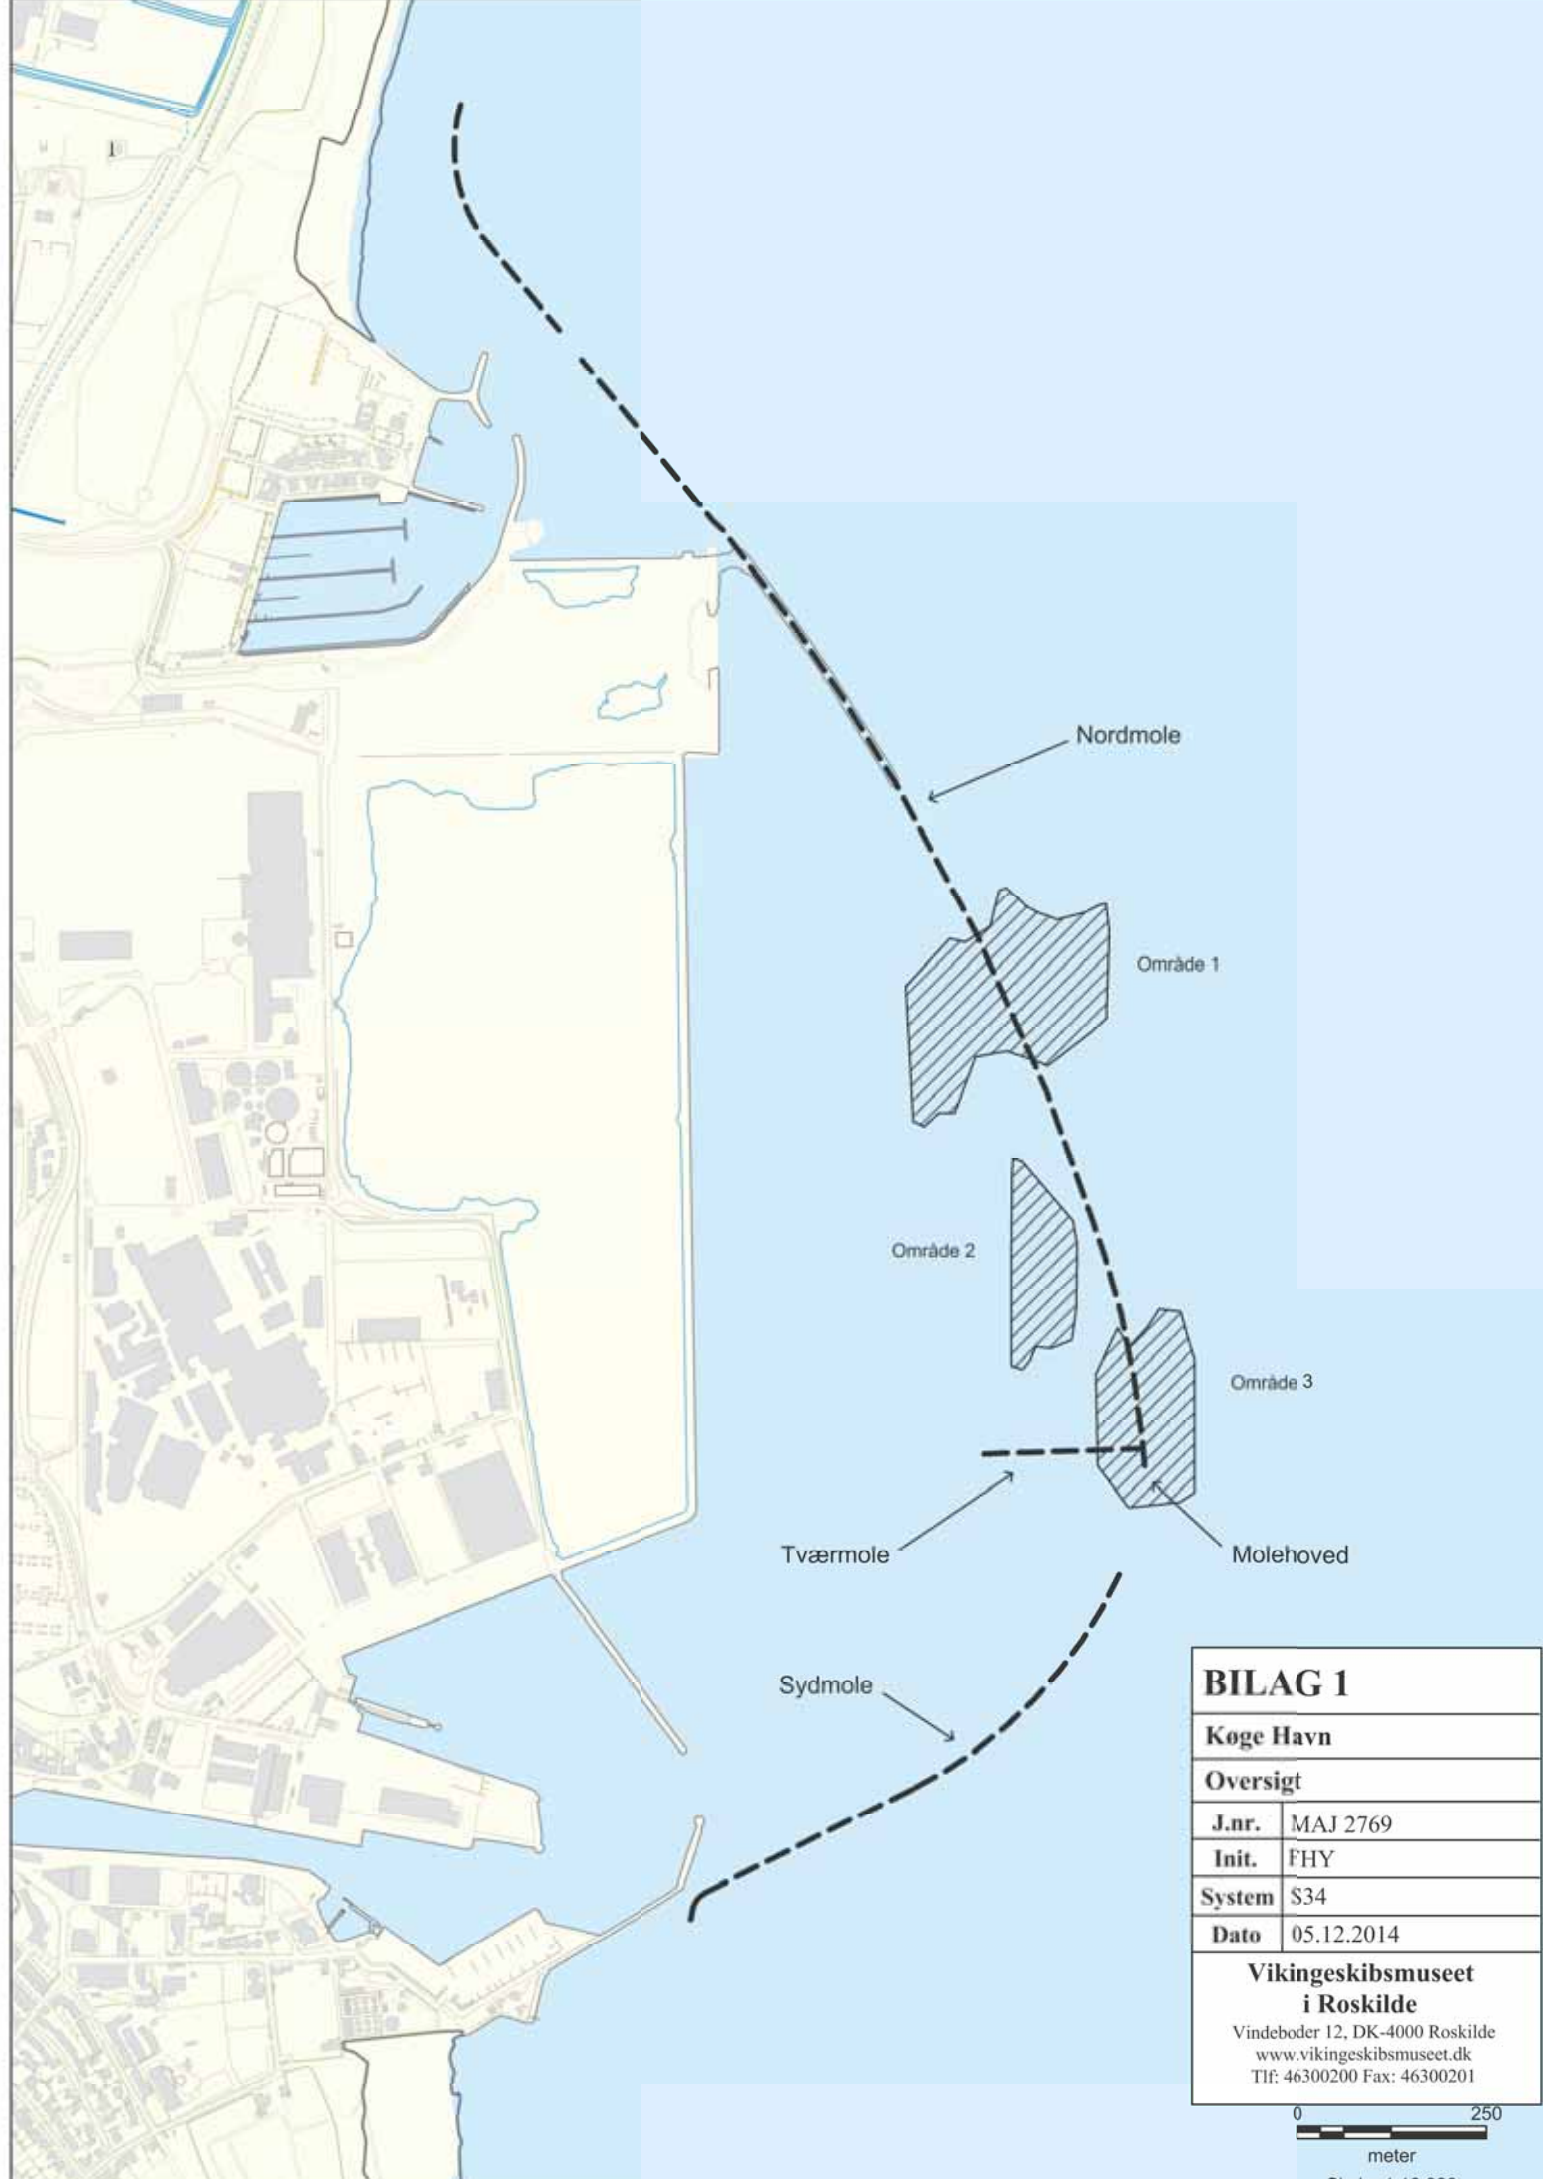 Nordmole
Område 1
Område 2
Område 3
Tværmole
Molehoved
Sydmole
BILAG 1
Køge Havn
Oversigt
J.nr. MAJ 2769
Init. FHY
System S34
Dato 05.12.2014
Vikingeskibsmuseet
i Roskilde
Vindeboder 12, DK-4000 Roskilde
www.vikingeskibsmuseet.dk
Tlf: 46300200 Fax: 46300201
0 250
meter